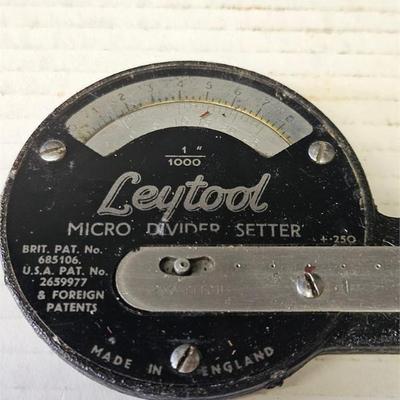 1 2 3 4 5 6 7 8
1"
1000
Leytool
MICRO DIVIDER SETTER
+.250
BRIT. PAT. No.
685106.
U.S.A. PAT. No.
2659977
& FOREIGN
PATENTS
MADE IN ENGLAND